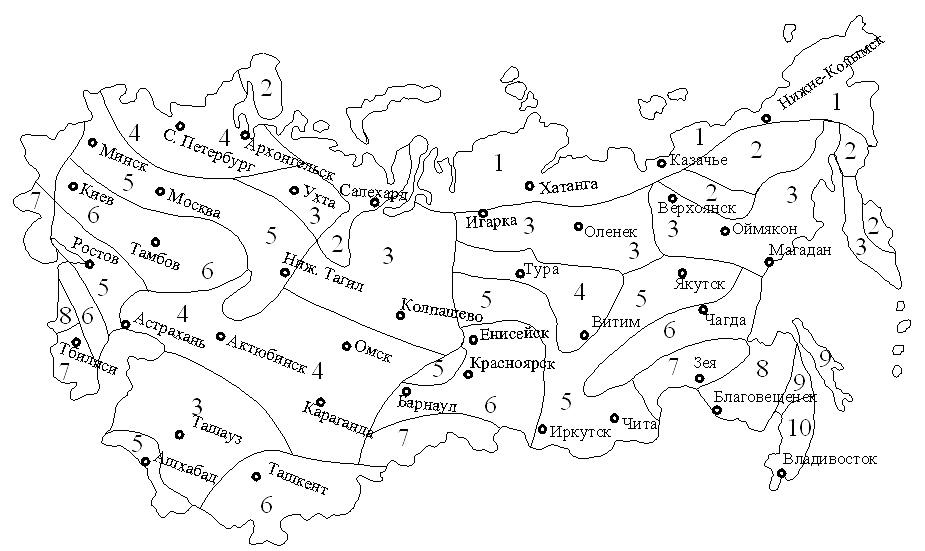 2
Нижне-Колымск
1
4
С. Петербург
4
Архонгельск
1
2
2
Минск
1
Казачье
5
Киев
Москва
Ухта
Салехард
Хатанга
2
Верхоянск
3
7
6
3
Игарка
3
Оленек
3
Оймякон
2
5
2
3
3
3
Ростов
Тамбов
6
Ниж. Тагил
Тура
Якутск
Магадан
5
5
4
5
8
6
4
Колпашево
6
Чагда
Астрахань
Актюбинск
Омск
Енисейск
Витим
Тбилиси
7
4
5
Красноярск
7
Зея
8
9
9
3
Караганда
Барнаул
6
5
Благовещенск
Ташауз
7
Иркутск
Чита
10
5
Ашхабад
Ташкент
Владивосток
6